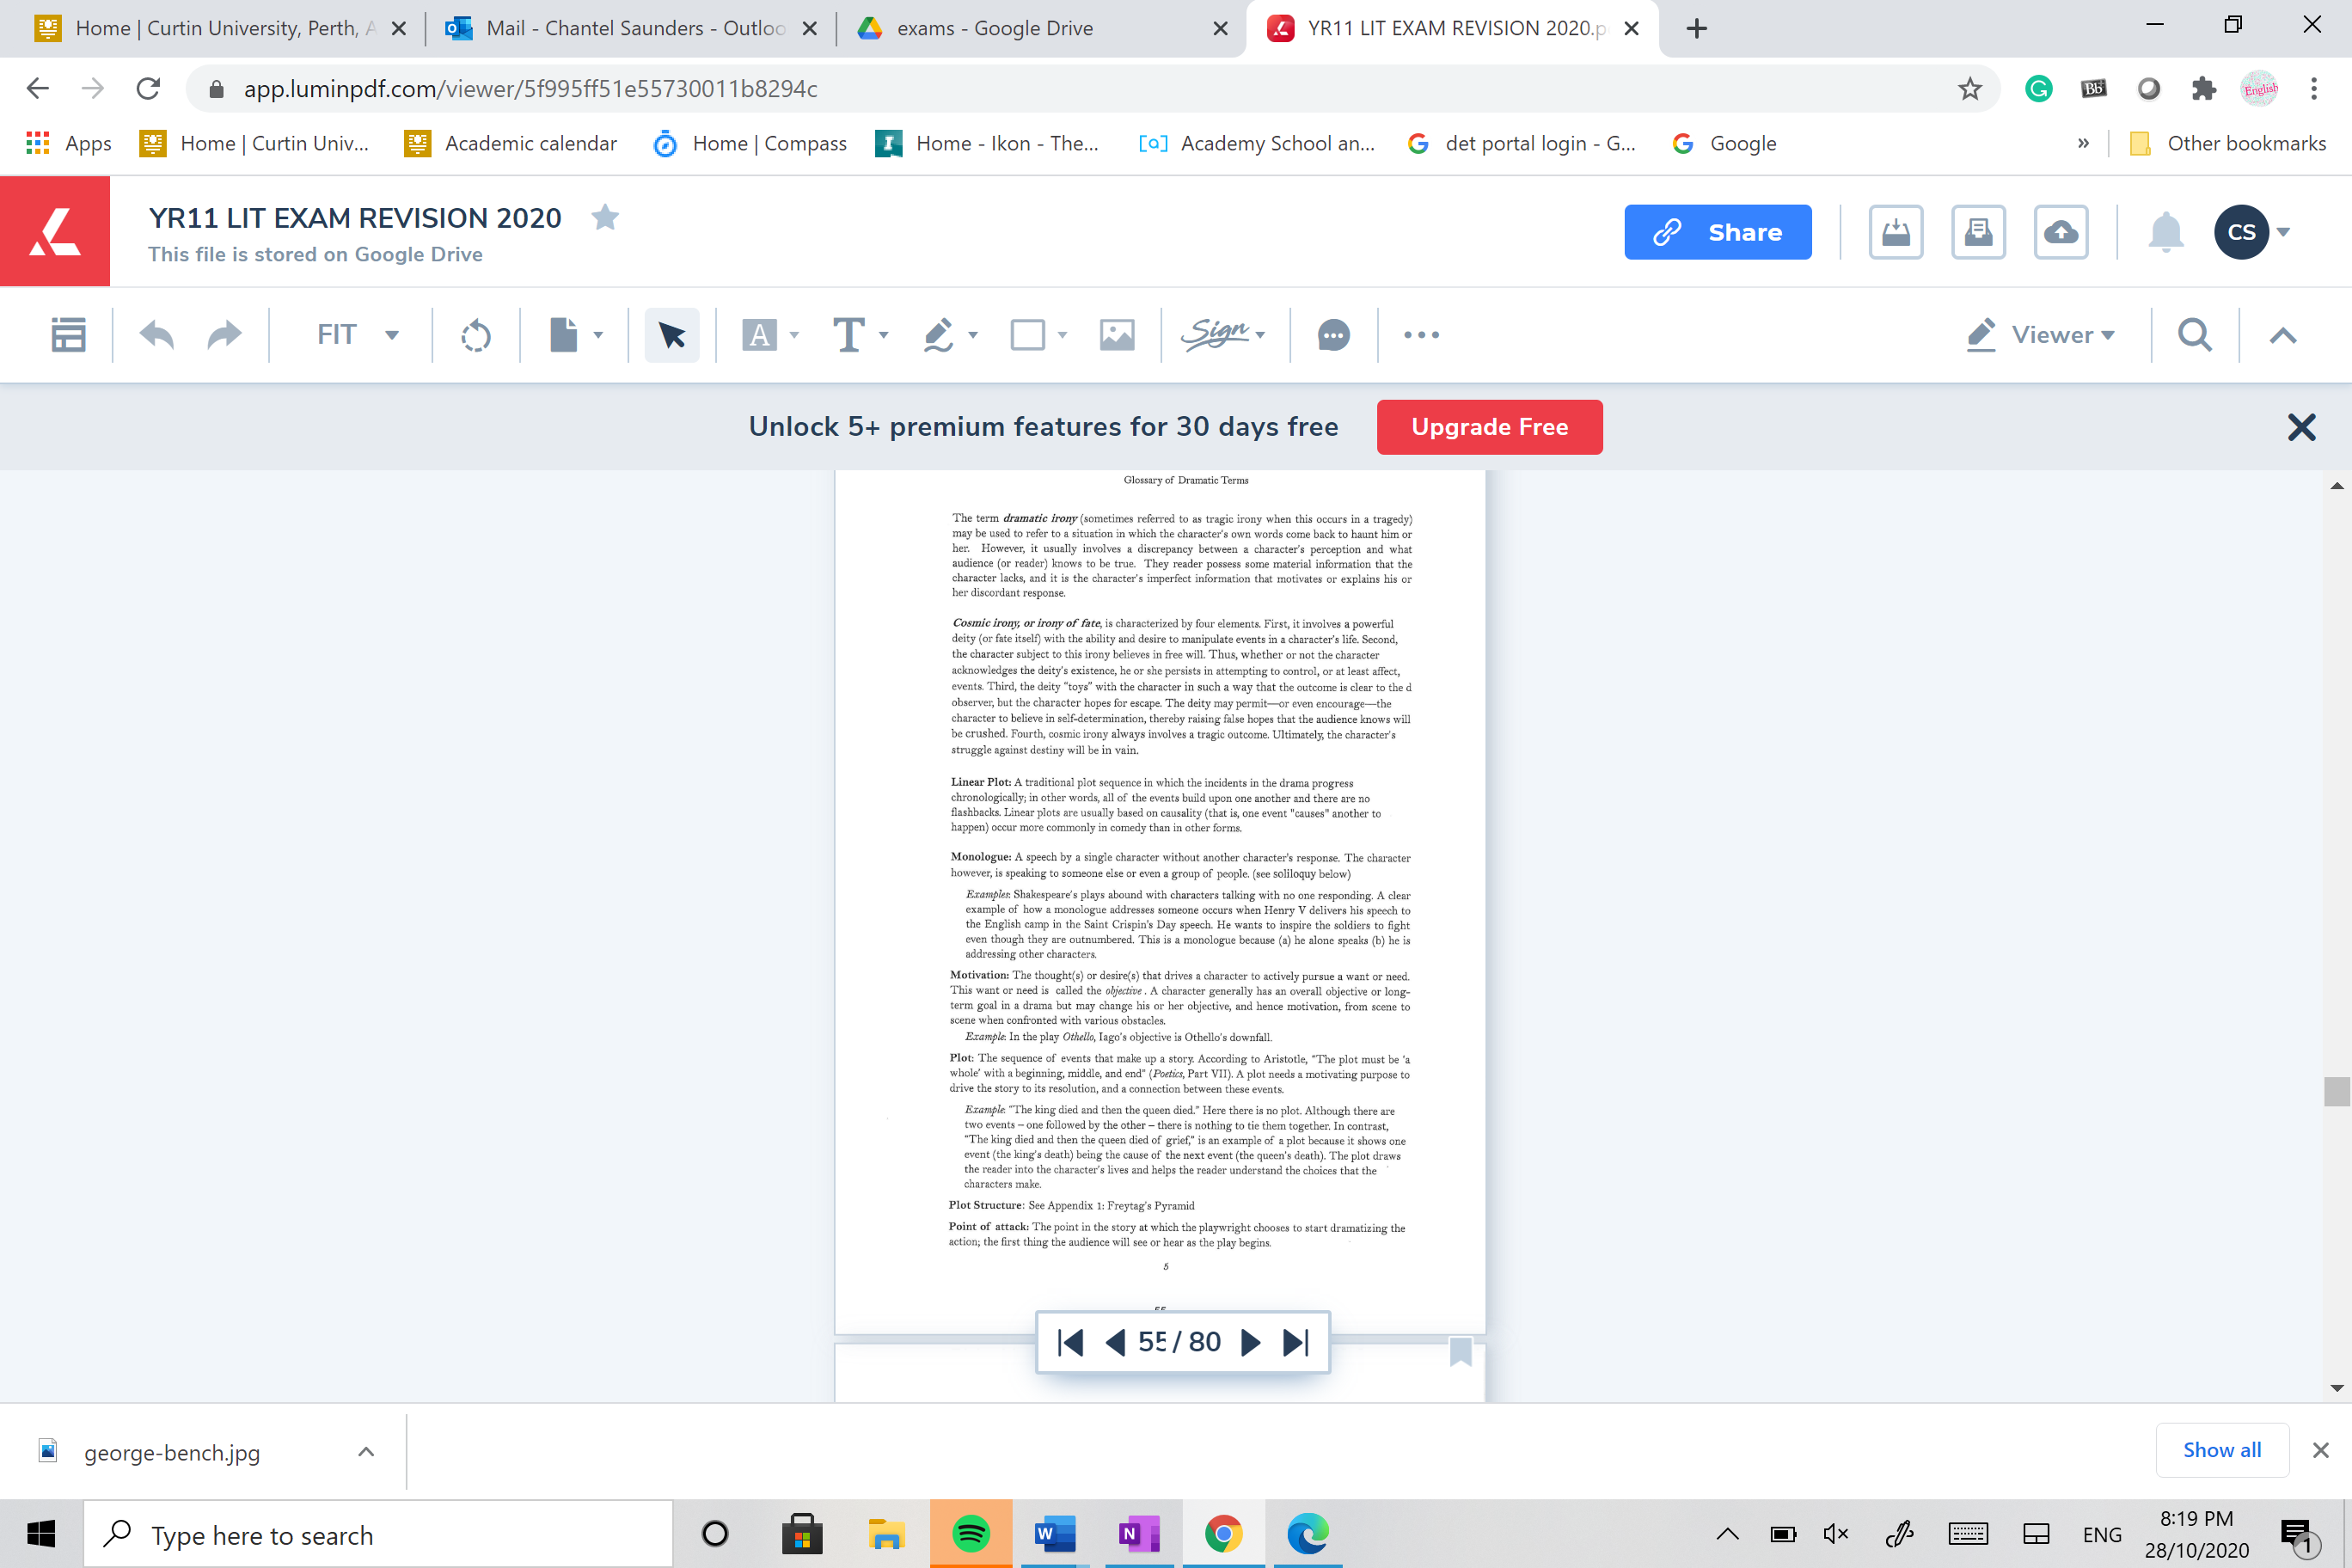 Home | Curtin University, Perth, A
Mail - Chantel Saunders - Outloo
exams - Google Drive
YR11 LIT EXAM REVISION 2020.p
app.luminpdf.com/viewer/5f995ff51e55730011b8294c
English
Apps
Home | Curtin Univ...
Academic calendar
Home | Compass
Home - Ikon - The...
[a] Academy School an...
det portal login - G...
Google
»
Other bookmarks
YR11 LIT EXAM REVISION 2020
This file is stored on Google Drive
Share
CS
FIT
A
T
Sign
Viewer
Unlock 5+ premium features for 30 days free
Upgrade Free
Glossary of Dramatic Terms
The term dramatic irony (sometimes referred to as tragic irony when this occurs in a tragedy)
may be used to refer to a situation in which the character's own words come back to haunt him or
her. However, it usually involves a discrepancy between a character's perception and what
audience (or reader) knows to be true. They reader possess some material information that the
character lacks, and it is the character's imperfect information that motivates or explains his or
her discordant response.
Cosmic irony, or irony of fate, is characterized by four elements. First, it involves a powerful
deity (or fate itself) with the ability and desire to manipulate events in a character's life. Second,
the character subject to this irony believes in free will. Thus, whether or not the character
acknowledges the deity's existence, he or she persists in attempting to control, or at least affect,
events. Third, the deity "toys" with the character in such a way that the outcome is clear to the d
observer, but the character hopes for escape. The deity may permit—or even encourage—the
character to believe in self-determination, thereby raising false hopes that the audience knows will
be crushed. Fourth, cosmic irony always involves a tragic outcome. Ultimately, the character's
struggle against destiny will be in vain.
Linear Plot: A traditional plot sequence in which the incidents in the drama progress
chronologically; in other words, all of the events build upon one another and there are no
flashbacks. Linear plots are usually based on causality (that is, one event "causes" another to
happen) occur more commonly in comedy than in other forms.
Monologue: A speech by a single character without another character's response. The character
however, is speaking to someone else or even a group of people. (see soliloquy below)
Examples: Shakespeare's plays abound with characters talking with no one responding. A clear
example of how a monologue addresses someone occurs when Henry V delivers his speech to
the English camp in the Saint Crispin's Day speech. He wants to inspire the soldiers to fight
even though they are outnumbered. This is a monologue because (a) he alone speaks (b) he is
addressing other characters.
Motivation: The thought(s) or desire(s) that drives a character to actively pursue a want or need.
This want or need is called the objective. A character generally has an overall objective or long-
term goal in a drama but may change his or her objective, and hence motivation, from scene to
scene when confronted with various obstacles.
Example: In the play Othello, Iago's objective is Othello's downfall.
Plot: The sequence of events that make up a story. According to Aristotle, "The plot must be 'a
whole' with a beginning, middle, and end" (Poetics, Part VII). A plot needs a motivating purpose to
drive the story to its resolution, and a connection between these events.
Example: "The king died and then the queen died." Here there is no plot. Although there are
two events – one followed by the other – there is nothing to tie them together. In contrast,
"The king died and then the queen died of grief," is an example of a plot because it shows one
event (the king's death) being the cause of the next event (the queen's death). The plot draws
the reader into the character's lives and helps the reader understand the choices that the
characters make.
Plot Structure: See Appendix 1: Freytag's Pyramid
Point of attack: The point in the story at which the playwright chooses to start dramatizing the
action; the first thing the audience will see or hear as the play begins.
5
55 / 80
george-bench.jpg
Show all
Type here to search
ENG
8:19 PM
28/10/2020
1